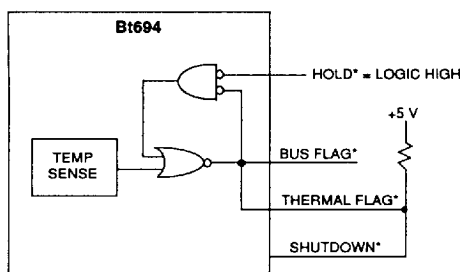 Bt694
HOLD* = LOGIC HIGH
+5 V
TEMP
SENSE
BUS FLAG*
THERMAL FLAG*
SHUTDOWN*